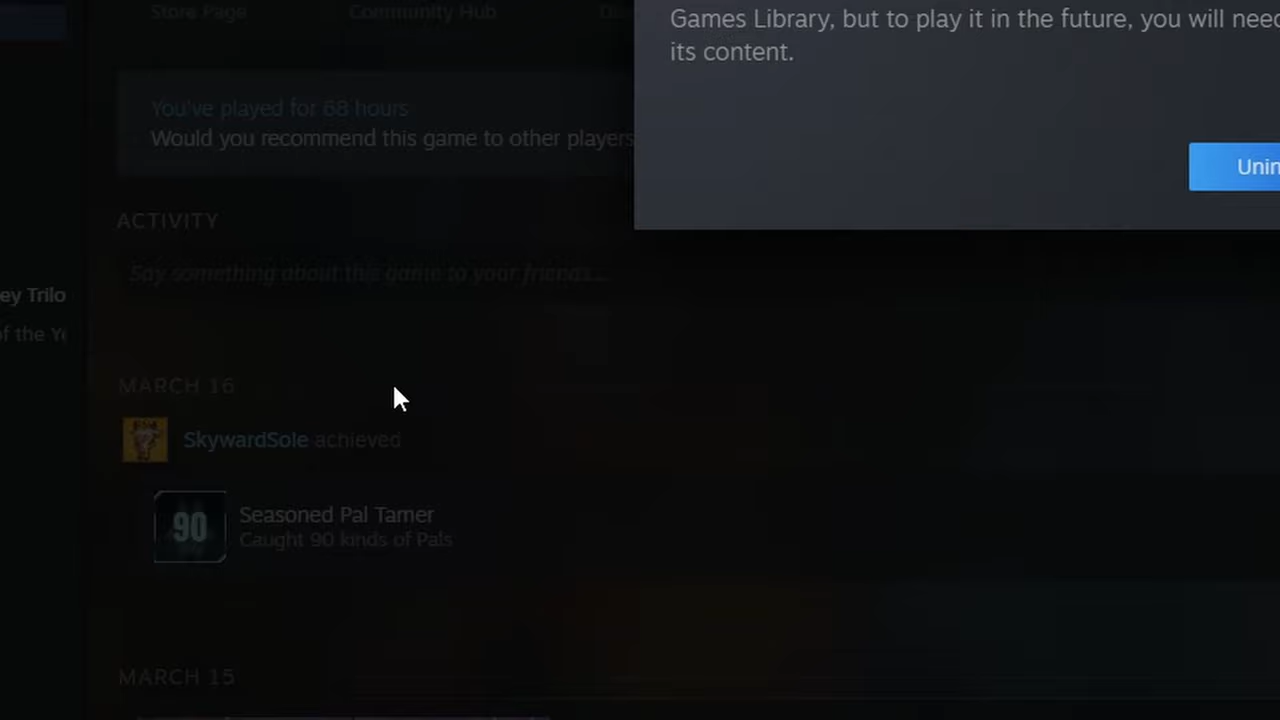 Store Page
Community Hub
Games Library, but to play it in the future, you will need
its content.
You've played for 68 hours
Would you recommend this game to other players
Unin
ACTIVITY
Say something about this game to your friends...
ey Trilo
of the Ye
MARCH 16
SkywardSole achieved
90
Seasoned Pal Tamer
Caught 90 kinds of Pals
MARCH 15